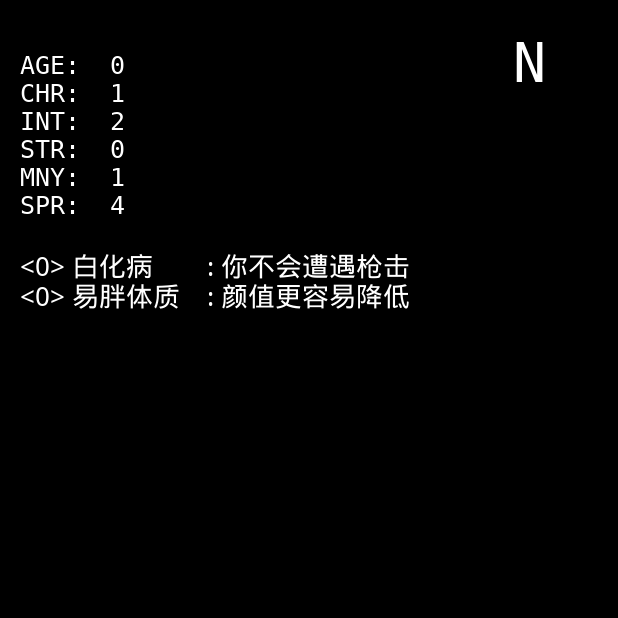 N
AGE: 0
CHR: 1
INT: 2
STR: 0
MNY: 1
SPR: 4
<O> 白化病 :你不会遭遇枪击
<O> 易胖体质 :颜值更容易降低